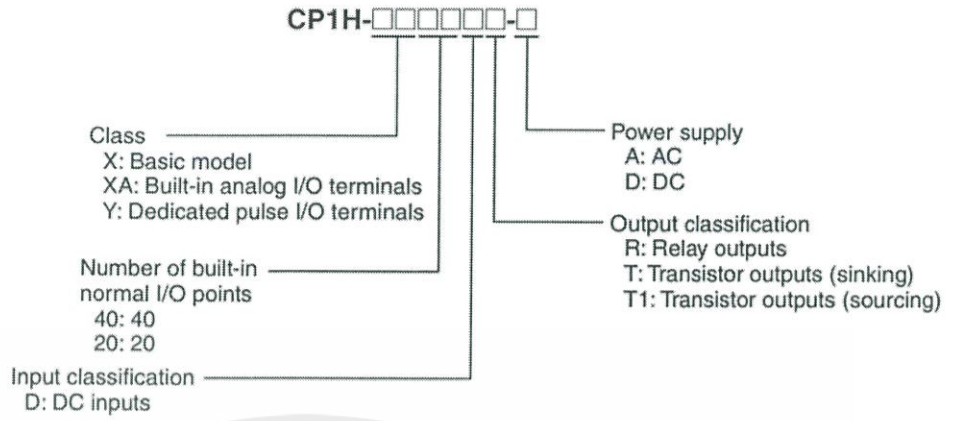 CP1H-□□□□□□-□
Class
X: Basic model
XA: Built-in analog I/O terminals
Y: Dedicated pulse I/O terminals
Number of built-in
normal I/O points
40: 40
20: 20
Input classification
D: DC inputs
Power supply
A: AC
D: DC
Output classification
R: Relay outputs
T: Transistor outputs (sinking)
T1: Transistor outputs (sourcing)